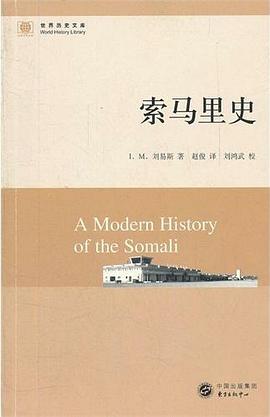 世界历史文库
World History Library
索马里史
I. M. 刘易斯 著 赵俊 译 刘鸿武 校
A Modern History
of the Somali
中国出版集团
东方出版中心